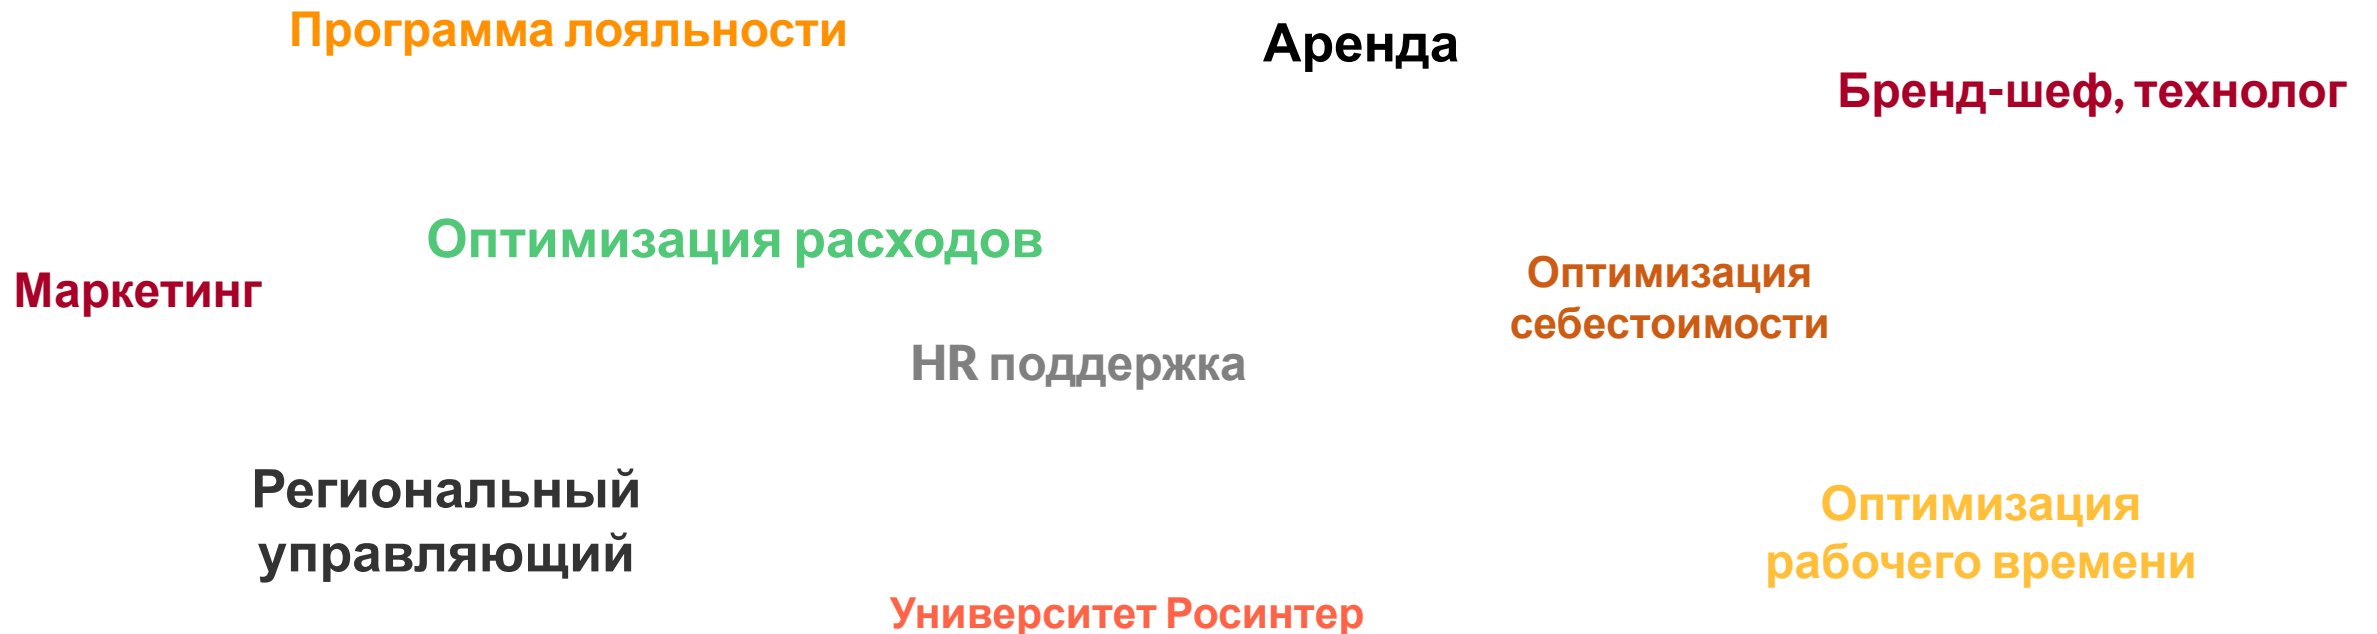 Программа лояльности
Аренда
Бренд-шеф, технолог
Оптимизация расходов
Маркетинг
Оптимизация
себестоимости
HR поддержка
Региональный
управляющий
Оптимизация
рабочего времени
Университет Росинтер